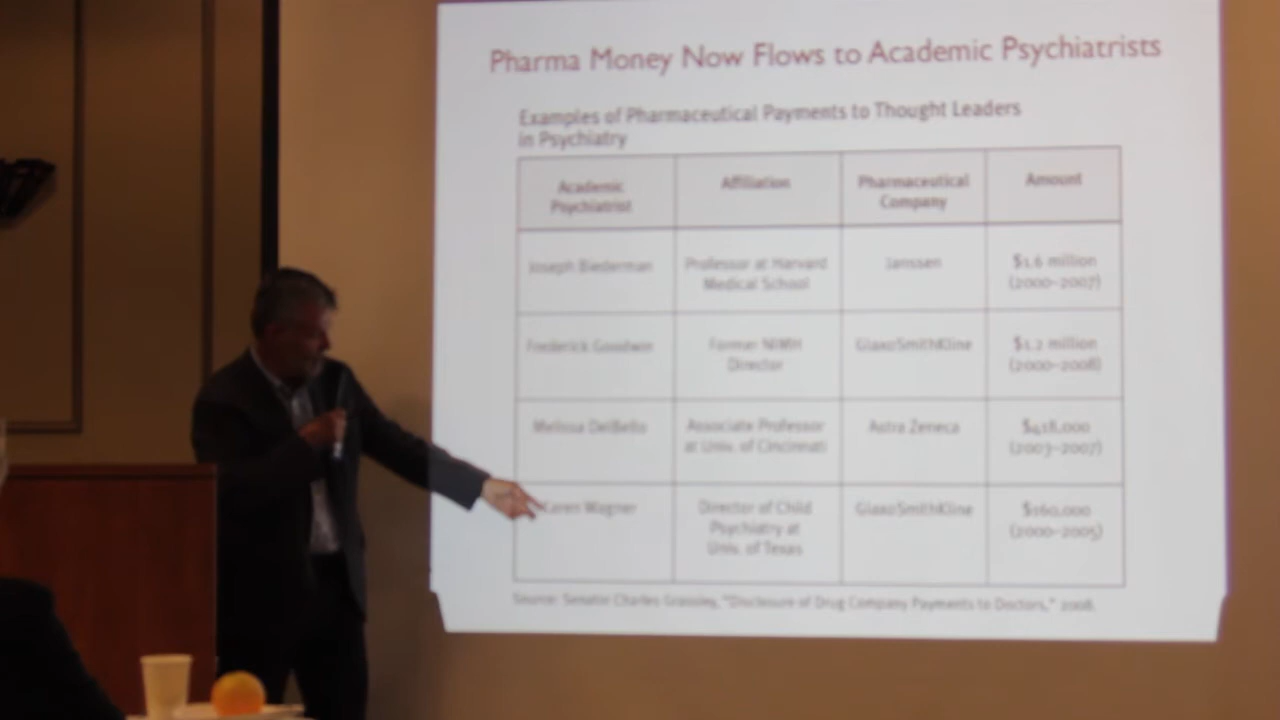 Pharma Money Now Flows to Academic Psychiatrists
Examples of Pharmaceutical Payments to Thought Leaders
in Psychiatry
Academic
Psychiatrist
Affiliation
Pharmaceutical
Company
Amount
Joseph Biederman
Professor at Harvard
Medical School
Janssen
$1.6 million
(2000–2007)
Frederick Goodwin
Former NIMH
Director
GlaxoSmithKline
$1.2 million
(2000–2008)
Melissa DelBello
Associate Professor
at Univ. of Cincinnati
Astra Zeneca
$418,000
(2003–2007)
Karen Wagner
Director of Child
Psychiatry at
Univ. of Texas
GlaxoSmithKline
$160,000
(2000–2005)
Source: Senator Charles Grassley, "Disclosure of Drug Company Payments to Doctors," 2008.